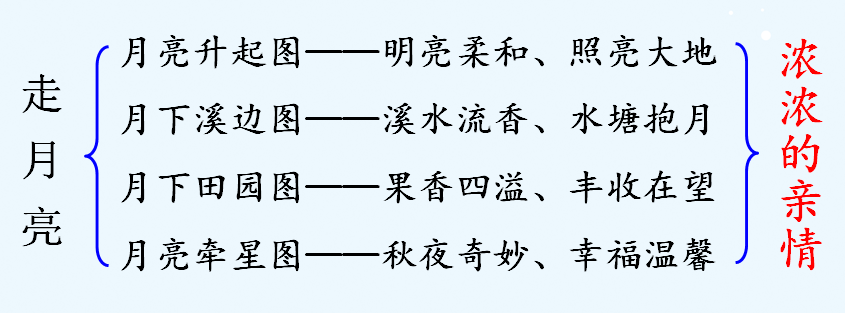 走月亮
月亮升起图——明亮柔和、照亮大地
月下溪边图——溪水流香、水塘抱月
月下田园图——果香四溢、丰收在望
月亮牵星图——秋夜奇妙、幸福温馨
浓浓的亲情